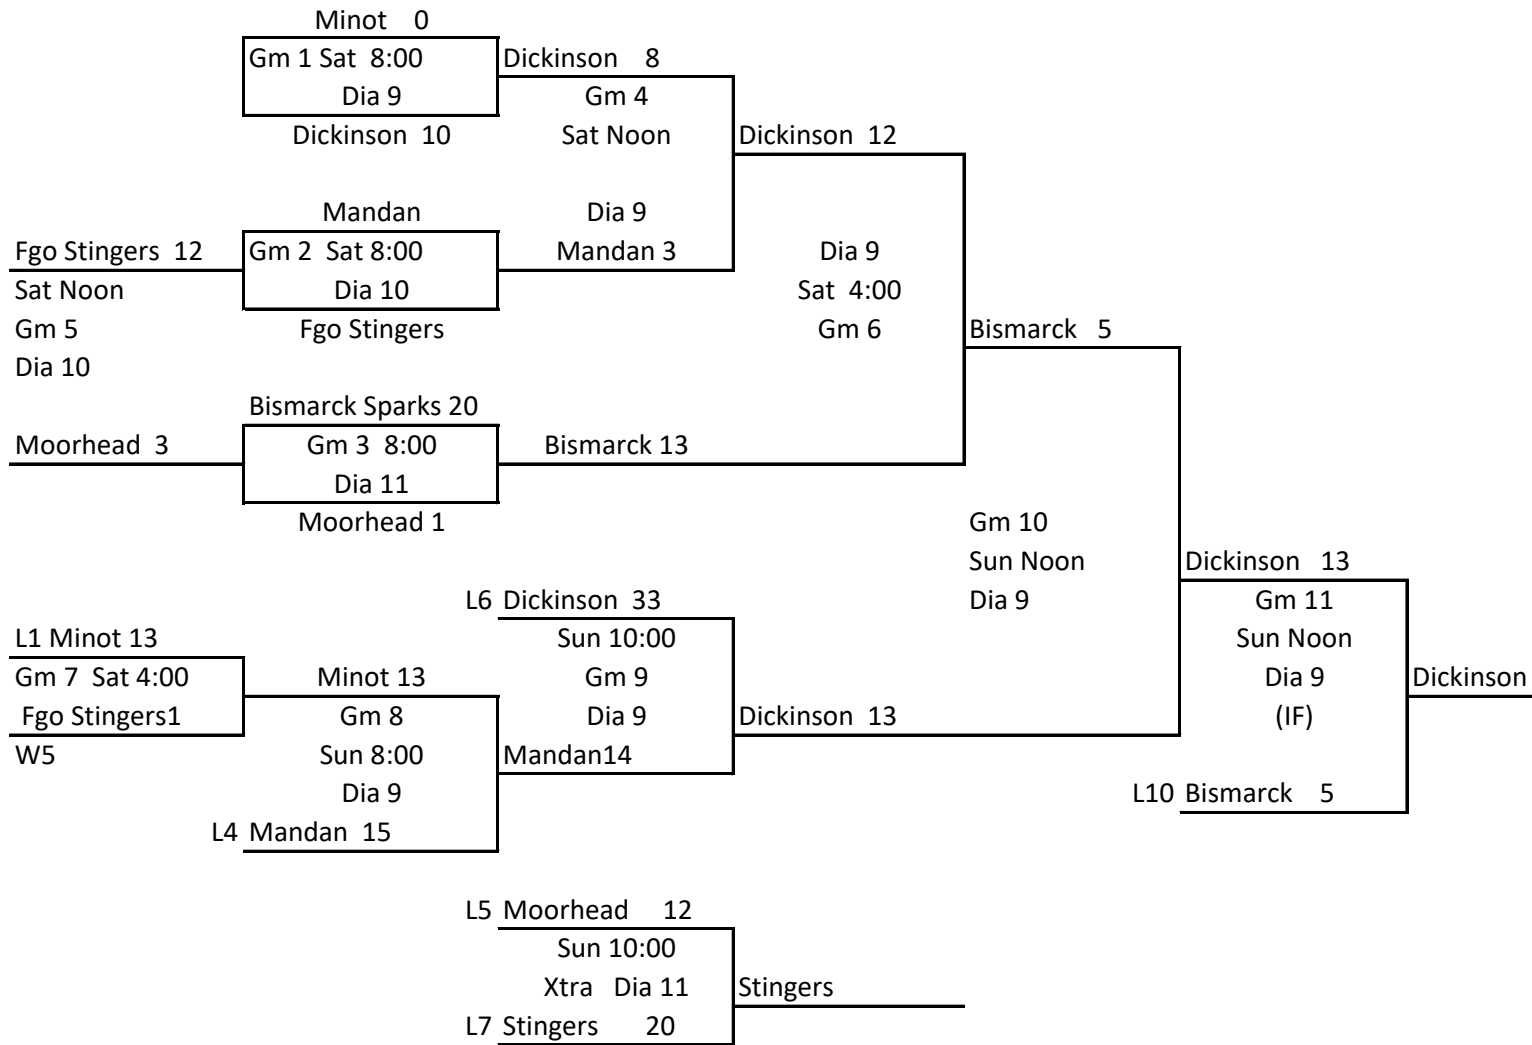 Minot 0
Gm 1 Sat 8:00
Dickinson 8
Dia 9
Gm 4
Dickinson 10
Sat Noon
Dickinson 12
Mandan
Dia 9
Fgo Stingers 12
Gm 2 Sat 8:00
Mandan 3
Dia 9
Sat Noon
Dia 10
Sat 4:00
Gm 5
Fgo Stingers
Gm 6
Bismarck 5
Dia 10
Bismarck Sparks 20
Moorhead 3
Gm 3 8:00
Bismarck 13
Dia 11
Moorhead 1
Gm 10
Sun Noon
Dickinson 13
L6 Dickinson 33
Dia 9
Gm 11
L1 Minot 13
Sun 10:00
Sun Noon
Gm 7 Sat 4:00
Minot 13
Gm 9
Dia 9
Dickinson
Fgo Stingers1
Gm 8
Dia 9
Dickinson 13
(IF)
W5
Sun 8:00
Mandan14
Dia 9
L10 Bismarck 5
L4 Mandan 15
L5 Moorhead 12
Sun 10:00
Xtra Dia 11
Stingers
L7 Stingers 20